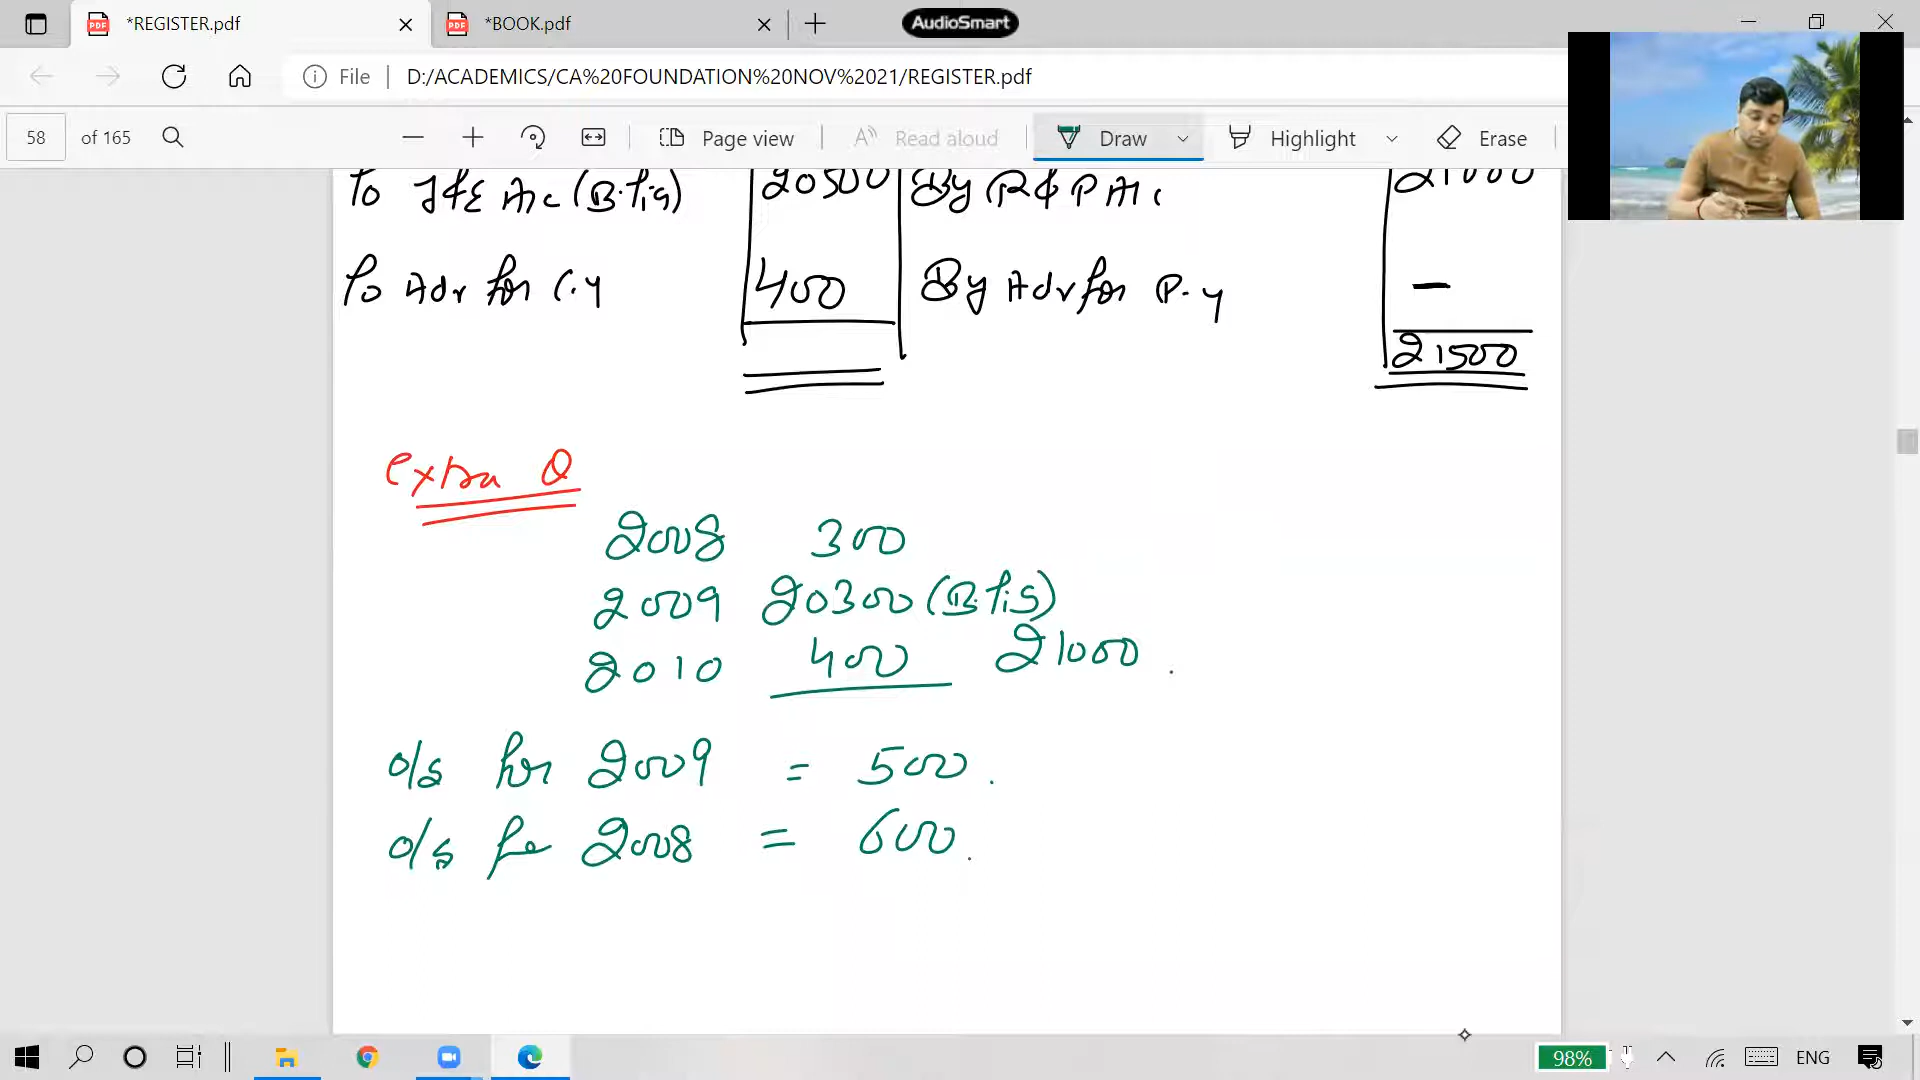 *REGISTER.pdf
*BOOK.pdf
AudioSmart
File
D:/ACADEMICS/CA%20FOUNDATION%20NOV%2021/REGISTER.pdf
58 of 165
Page view
Read aloud
Draw
Highlight
Erase
To I&E A/c (B.fig) 20500 By R&P A/c 21000
To Adv for C.Y 400 By Adv for P.Y -
21500
extra Q
2008 300
2009 20300 (B.fig)
2010 400 21000
o/s for 2009 = 500
o/s for 2008 = 600
98%
ENG